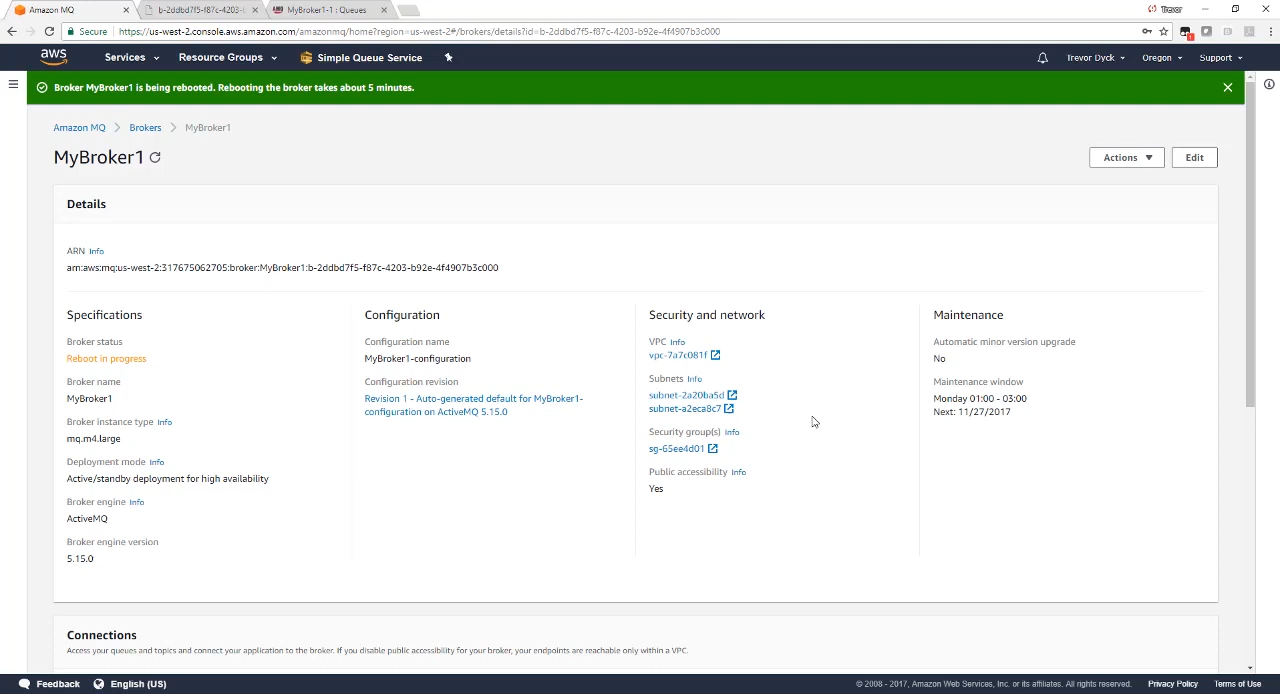 Amazon MQ
b-2ddbd7f5-f87c-4203-
MyBroker1-1 : Queues
Trevor
Secure
https://us-west-2.console.aws.amazon.com/amazonmq/home?region=us-west-2#/brokers/details?id=b-2ddbd7f5-f87c-4203-b92e-4f4907b3c000
aws
Services
Resource Groups
Simple Queue Service
Trevor Dyck
Oregon
Support
Broker MyBroker1 is being rebooted. Rebooting the broker takes about 5 minutes.
Amazon MQ
Brokers
MyBroker1
MyBroker1
Actions
Edit
Details
ARN Info
arn:aws:mq:us-west-2:317675062705:broker:MyBroker1:b-2ddbd7f5-f87c-4203-b92e-4f4907b3c000
Specifications
Broker status
Reboot in progress
Broker name
MyBroker1
Broker instance type Info
mq.m4.large
Deployment mode Info
Active/standby deployment for high availability
Broker engine Info
ActiveMQ
Broker engine version
5.15.0
Configuration
Configuration name
MyBroker1-configuration
Configuration revision
Revision 1 - Auto-generated default for MyBroker1-
configuration on ActiveMQ 5.15.0
Security and network
VPC Info
vpc-7a7c081f
Subnets Info
subnet-2a20ba5d
subnet-a2eca8c7
Security group(s) Info
sg-65ee4d01
Public accessibility Info
Yes
Maintenance
Automatic minor version upgrade
No
Maintenance window
Monday 01:00 - 03:00
Next: 11/27/2017
Connections
Access your queues and topics and connect your application to the broker. If you disable public accessibility for your broker, your endpoints are reachable only within a VPC.
Feedback
English (US)
© 2008 - 2017, Amazon Web Services, Inc. or its affiliates. All rights reserved.
Privacy Policy
Terms of Use